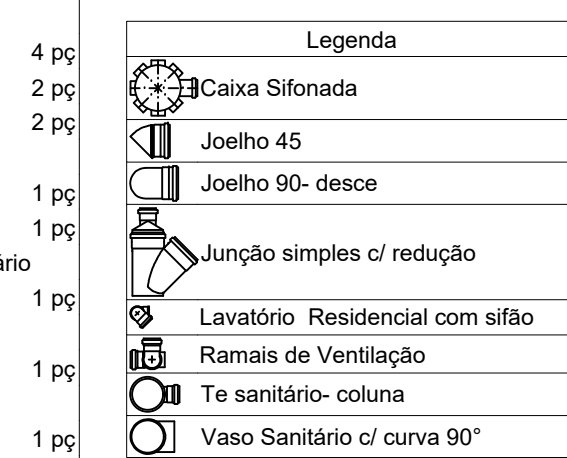 4 pç
2 pç
2 pç
1 pç
1 pç
ário
1 pç
1 pç
1 pç
Legenda
Caixa Sifonada
Joelho 45
Joelho 90- desce
Junção simples c/ redução
Lavatório Residencial com sifão
Ramais de Ventilação
Te sanitário- coluna
Vaso Sanitário c/ curva 90°